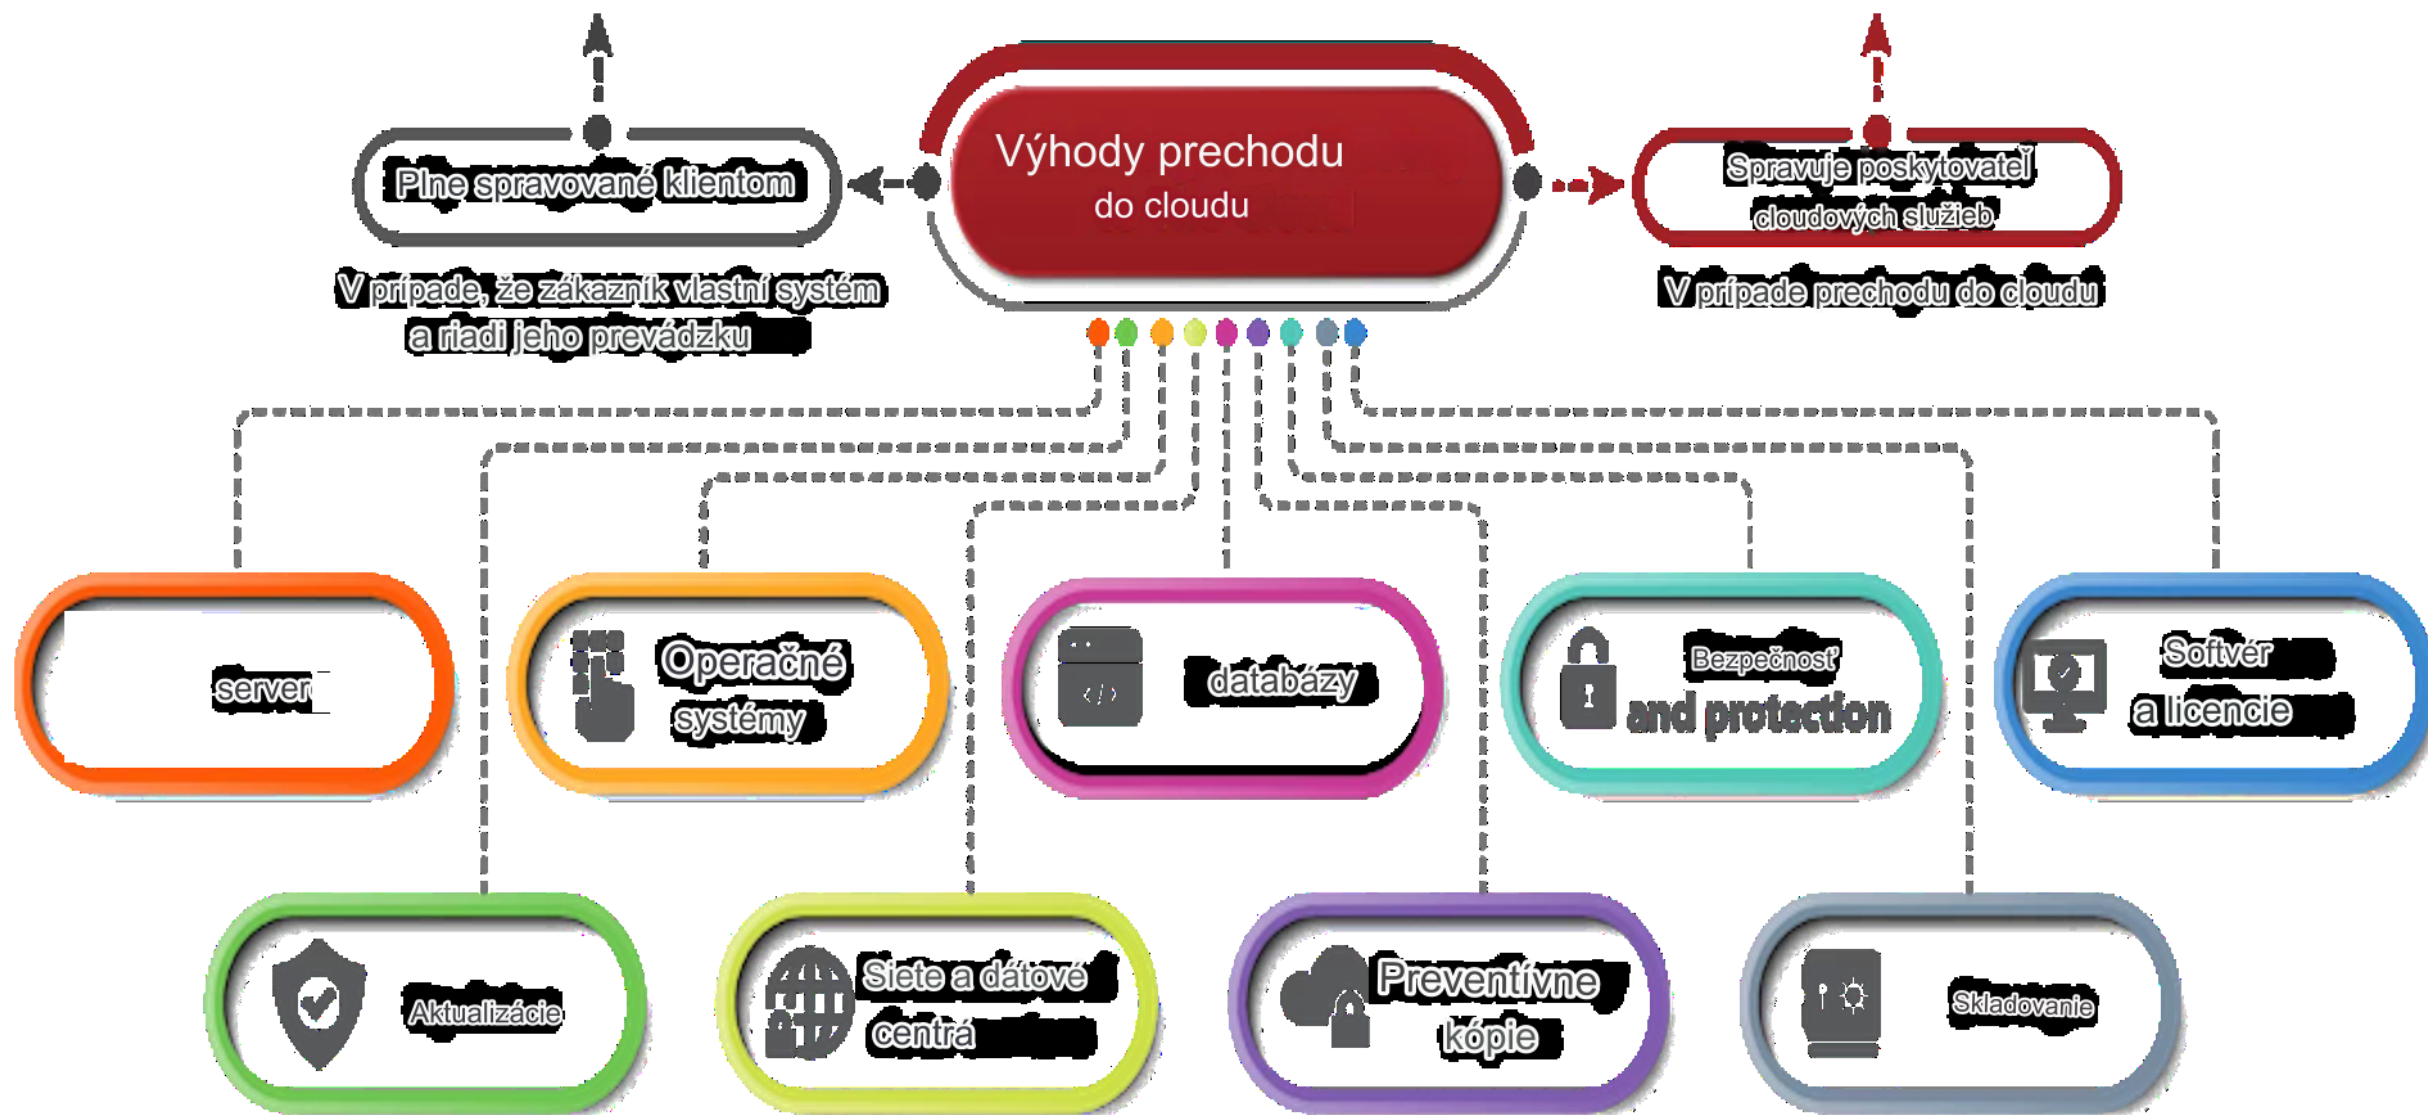 Výhody prechodu
do cloudu
Plne spravované klientom
V prípade, že zákazník vlastní systém
a riadi jeho prevádzku
Spravuje poskytovateľ
cloudových služieb
V prípade prechodu do cloudu
server
Operačné
systémy
databázy
Bezpečnosť
and protection
Softvér
a licencie
Aktualizácie
Siete a dátové
centrá
Preventívne
kópie
Skladovanie